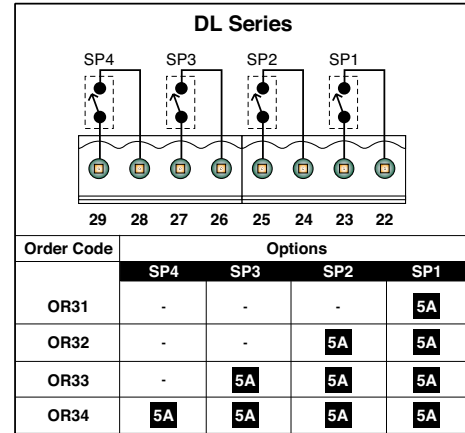 DL Series
SP4 SP3 SP2 SP1
29 28 27 26 25 24 23 22
Order Code Options
SP4 SP3 SP2 SP1
OR31 - - - 5A
OR32 - - 5A 5A
OR33 - 5A 5A 5A
OR34 5A 5A 5A 5A